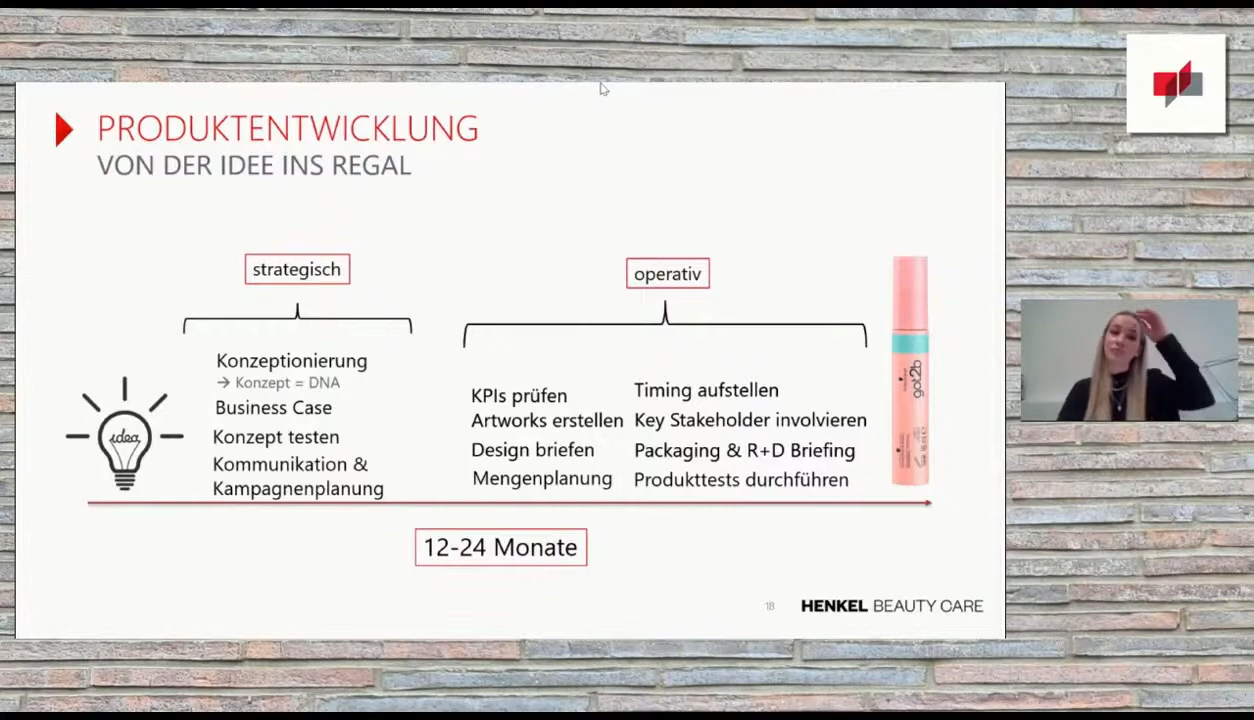 PRODUKTENTWICKLUNG
VON DER IDEE INS REGAL
strategisch
Konzeptionierung
→ Konzept = DNA
Business Case
Konzept testen
Kommunikation &
Kampagnenplanung
idea
operativ
KPIs prüfen
Artworks erstellen
Design briefen
Mengenplanung
Timing aufstellen
Key Stakeholder involvieren
Packaging & R+D Briefing
Produkttests durchführen
got2b
12-24 Monate
18
HENKEL BEAUTY CARE